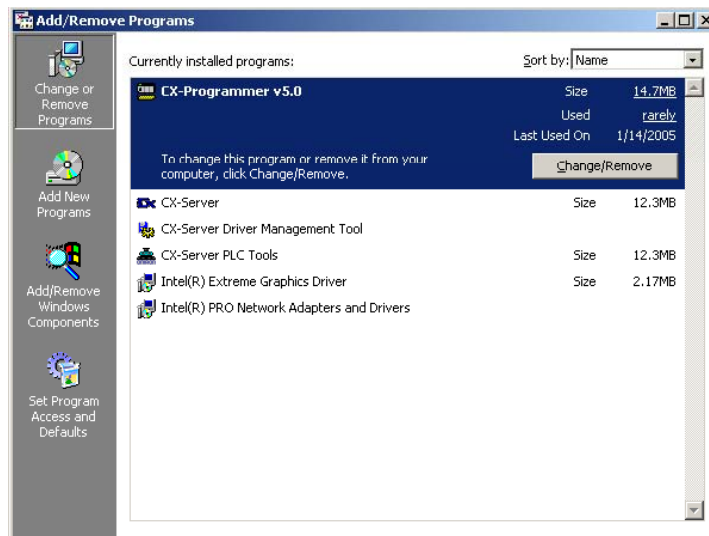 Add/Remove Programs
Change or
Remove
Programs
Add New
Programs
Add/Remove
Windows
Components
Set Program
Access and
Defaults
Currently installed programs:
Sort by: Name
CX-Programmer v5.0
Size 14.7MB
Used rarely
Last Used On 1/14/2005
To change this program or remove it from your
computer, click Change/Remove.
Change/Remove
CX-Server Size 12.3MB
CX-Server Driver Management Tool
CX-Server PLC Tools Size 12.3MB
Intel(R) Extreme Graphics Driver Size 2.17MB
Intel(R) PRO Network Adapters and Drivers